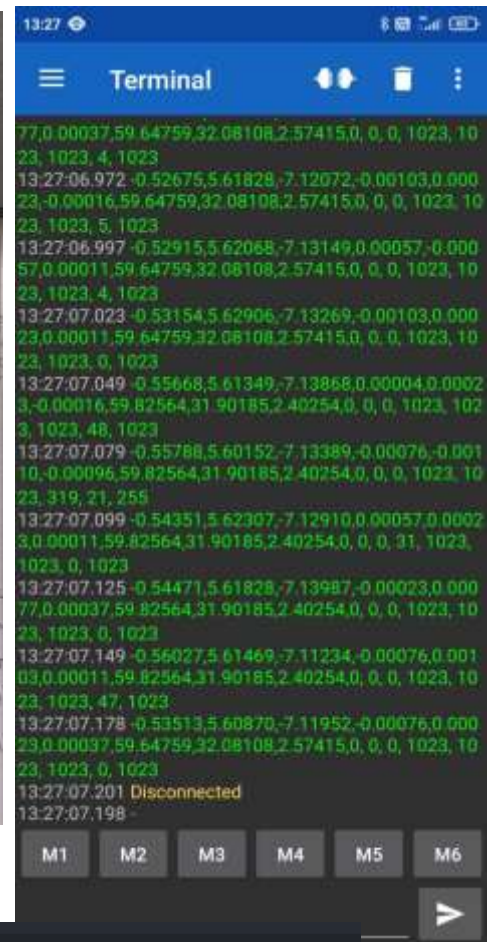 13:27
Terminal
77,0.00037,59.64759,32.08108,2.57415,0, 0, 0, 1023, 10
23, 1023, 4, 1023
13:27:06.972 -0.52675,5.61828,-7.12072,-0.00103,0.000
23,-0.00016,59.64759,32.08108,2.57415,0, 0, 0, 1023, 10
23, 1023, 5, 1023
13:27:06.997 -0.52915,5.62068,-7.13149,0.00057,-0.000
57,0.00011,59.64759,32.08108,2.57415,0, 0, 0, 1023, 10
23, 1023, 4, 1023
13:27:07.023 -0.53154,5.62906,-7.13269,-0.00103,0.000
23,0.00011,59.64759,32.08108,2.57415,0, 0, 0, 1023, 10
23, 1023, 0, 1023
13:27:07.049 -0.55668,5.61349,-7.13868,0.00004,0.0002
3,-0.00016,59.82564,31.90185,2.40254,0, 0, 0, 1023, 102
3, 1023, 48, 1023
13:27:07.079 -0.55788,5.60152,-7.13389,-0.00076,-0.001
10,-0.00096,59.82564,31.90185,2.40254,0, 0, 0, 1023, 10
23, 319, 21, 255
13:27:07.099 -0.54351,5.62307,-7.12910,0.00057,0.0002
3,0.00011,59.82564,31.90185,2.40254,0, 0, 0, 31, 1023,
1023, 0, 1023
13:27:07.125 -0.54471,5.61828,-7.13987,-0.00023,0.000
77,0.00037,59.82564,31.90185,2.40254,0, 0, 0, 1023, 10
23, 1023, 0, 1023
13:27:07.149 -0.56027,5.61469,-7.11234,-0.00076,0.001
03,0.00011,59.82564,31.90185,2.40254,0, 0, 0, 1023, 10
23, 1023, 47, 1023
13:27:07.178 -0.53513,5.60870,-7.11952,-0.00076,0.000
23,0.00037,59.64759,32.08108,2.57415,0, 0, 0, 1023, 10
23, 1023, 0, 1023
13:27:07.201 Disconnected
13:27:07.198 -
M1 M2 M3 M4 M5 M6